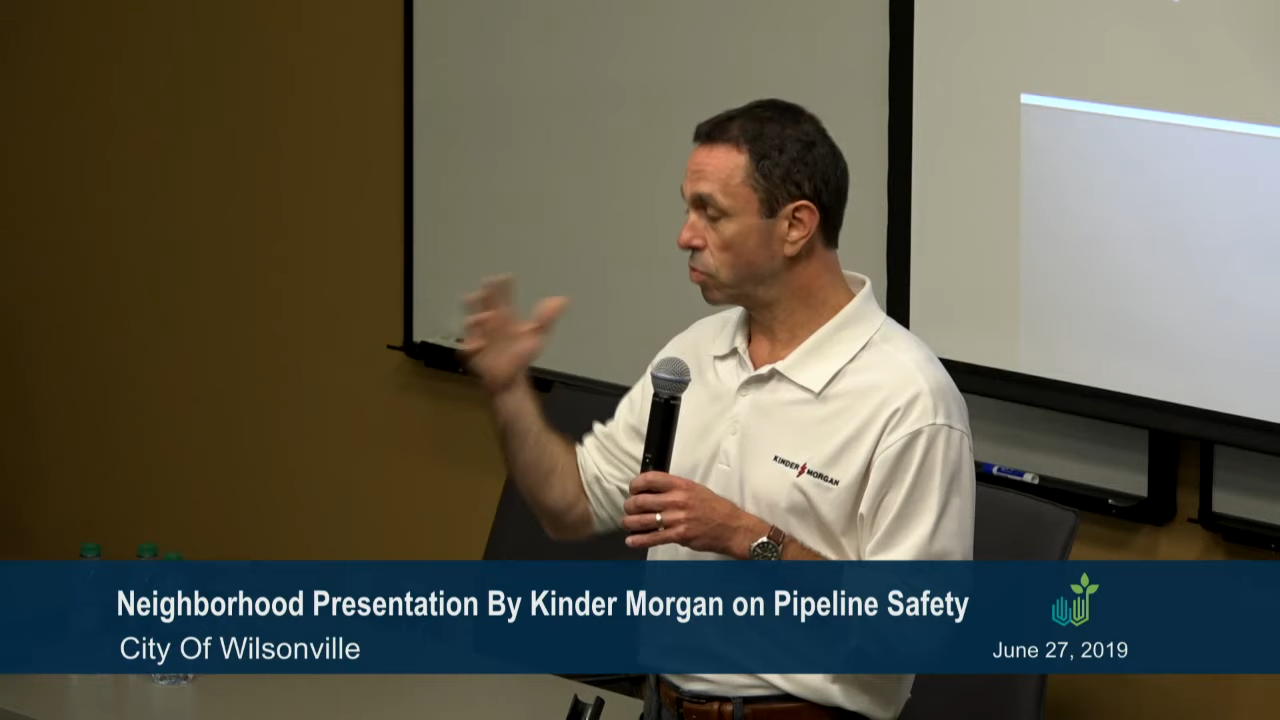 KINDER MORGAN
Neighborhood Presentation By Kinder Morgan on Pipeline Safety
City Of Wilsonville
June 27, 2019